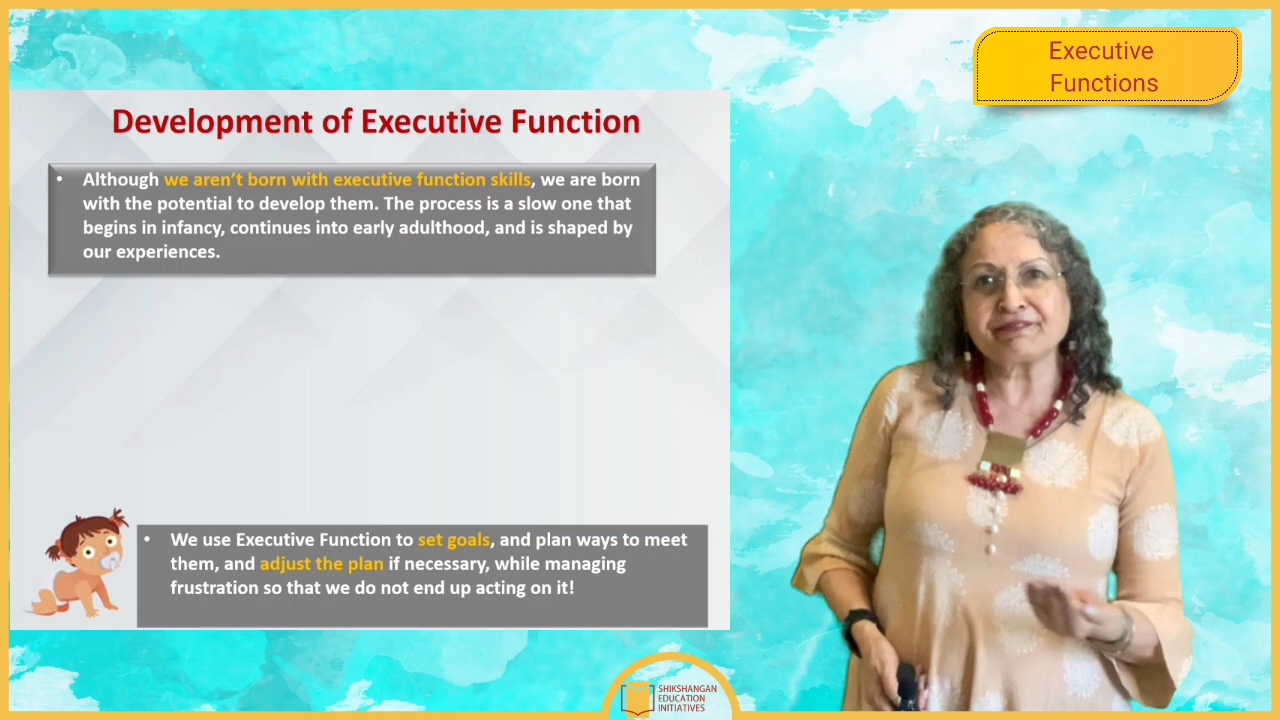 Executive
Functions
Development of Executive Function
• Although we aren't born with executive function skills, we are born
with the potential to develop them. The process is a slow one that
begins in infancy, continues into early adulthood, and is shaped by
our experiences.
• We use Executive Function to set goals, and plan ways to meet
them, and adjust the plan if necessary, while managing
frustration so that we do not end up acting on it!
SHIKSHANGAN
EDUCATION
INITIATIVES